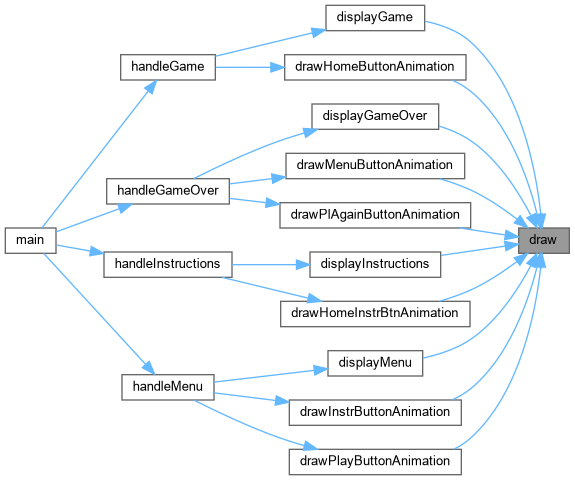 displayGame
drawHomeButtonAnimation
handleGame
displayGameOver
drawMenuButtonAnimation
handleGameOver
drawPlAgainButtonAnimation
main
draw
handleInstructions
displayInstructions
drawHomeInstrBtnAnimation
displayMenu
handleMenu
drawInstrButtonAnimation
drawPlayButtonAnimation